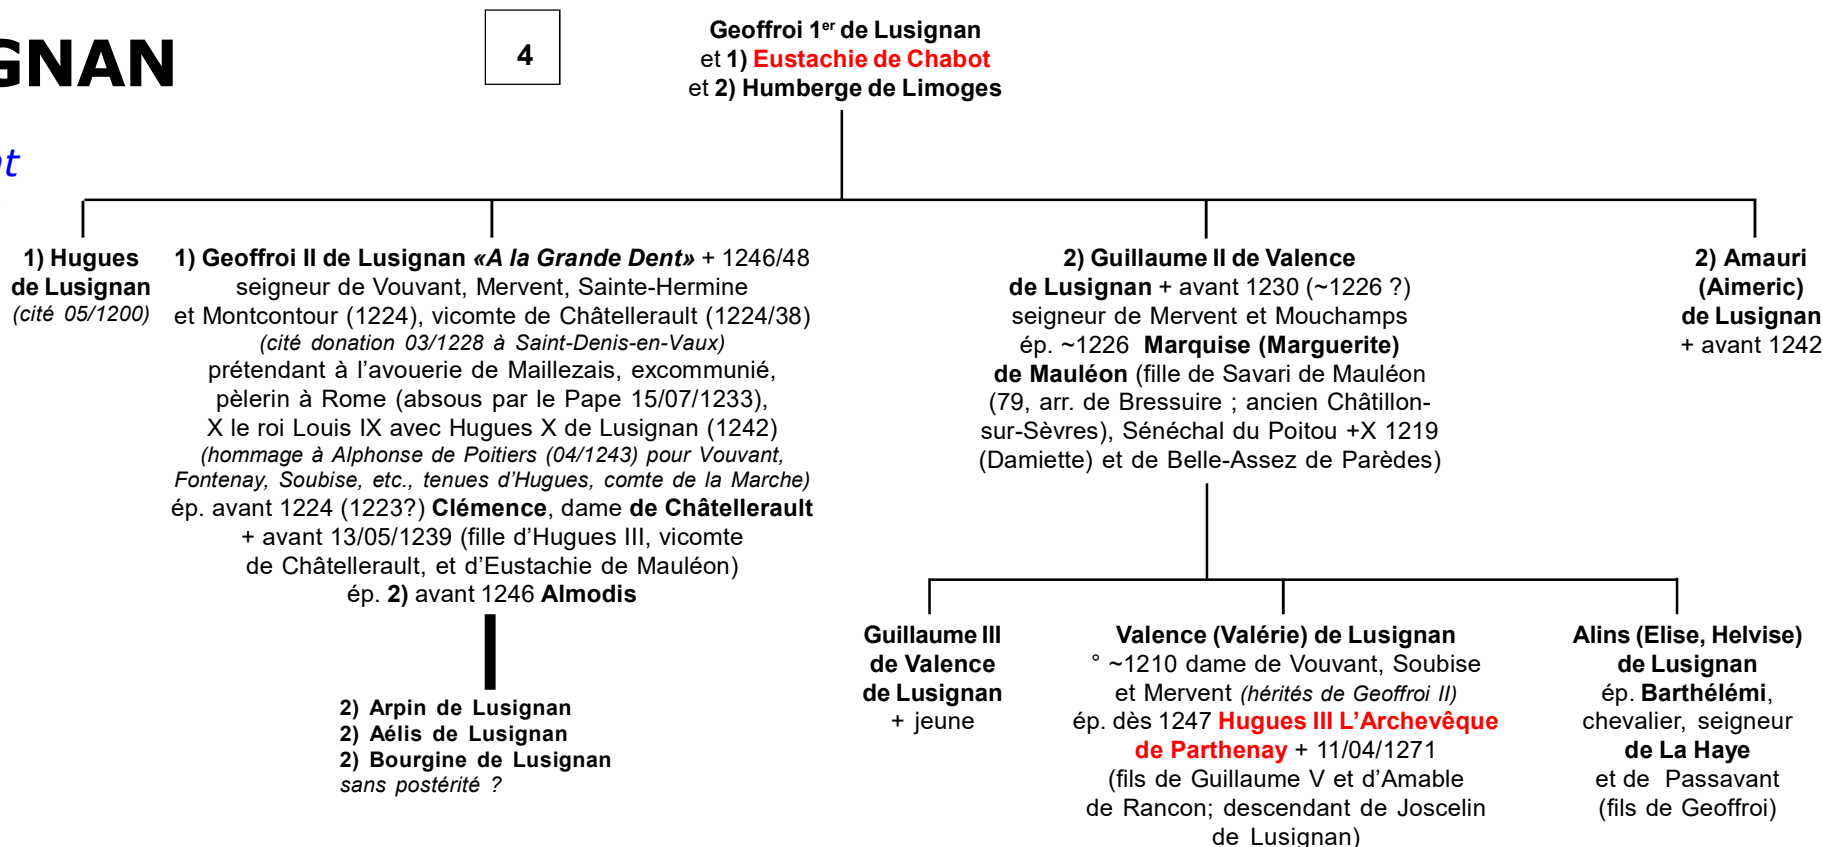 GNAN
nt
4
Geoffroi 1er de Lusignan
et 1) Eustachie de Chabot
et 2) Humberge de Limoges
1) Hugues
de Lusignan
(cité 05/1200)
1) Geoffroi II de Lusignan «A la Grande Dent» + 1246/48
seigneur de Vouvant, Mervent, Sainte-Hermine
et Montcontour (1224), vicomte de Châtellerault (1224/38)
(cité donation 03/1228 à Saint-Denis-en-Vaux)
prétendant à l'avouerie de Maillezais, excommunié,
pèlerin à Rome (absous par le Pape 15/07/1233),
X le roi Louis IX avec Hugues X de Lusignan (1242)
(hommage à Alphonse de Poitiers (04/1243) pour Vouvant,
Fontenay, Soubise, etc., tenues d'Hugues, comte de la Marche)
ép. avant 1224 (1223?) Clémence, dame de Châtellerault
+ avant 13/05/1239 (fille d'Hugues III, vicomte
de Châtellerault, et d'Eustachie de Mauléon)
ép. 2) avant 1246 Almodis
2) Arpin de Lusignan
2) Aélis de Lusignan
2) Bourgine de Lusignan
sans postérité ?
2) Guillaume II de Valence
de Lusignan + avant 1230 (~1226 ?)
seigneur de Mervent et Mouchamps
ép. ~1226 Marquise (Marguerite)
de Mauléon (fille de Savari de Mauléon
(79, arr. de Bressuire ; ancien Châtillon-
sur-Sèvres), Sénéchal du Poitou +X 1219
(Damiette) et de Belle-Assez de Parèdes)
2) Amauri
(Aimeric)
de Lusignan
+ avant 1242
Guillaume III
de Valence
de Lusignan
+ jeune
Valence (Valérie) de Lusignan
° ~1210 dame de Vouvant, Soubise
et Mervent (hérités de Geoffroi II)
ép. dès 1247 Hugues III L'Archevêque
de Parthenay + 11/04/1271
(fils de Guillaume V et d'Amable
de Rancon; descendant de Joscelin
de Lusignan)
Alins (Elise, Helvise)
de Lusignan
ép. Barthélémi,
chevalier, seigneur
de La Haye
et de Passavant
(fils de Geoffroi)